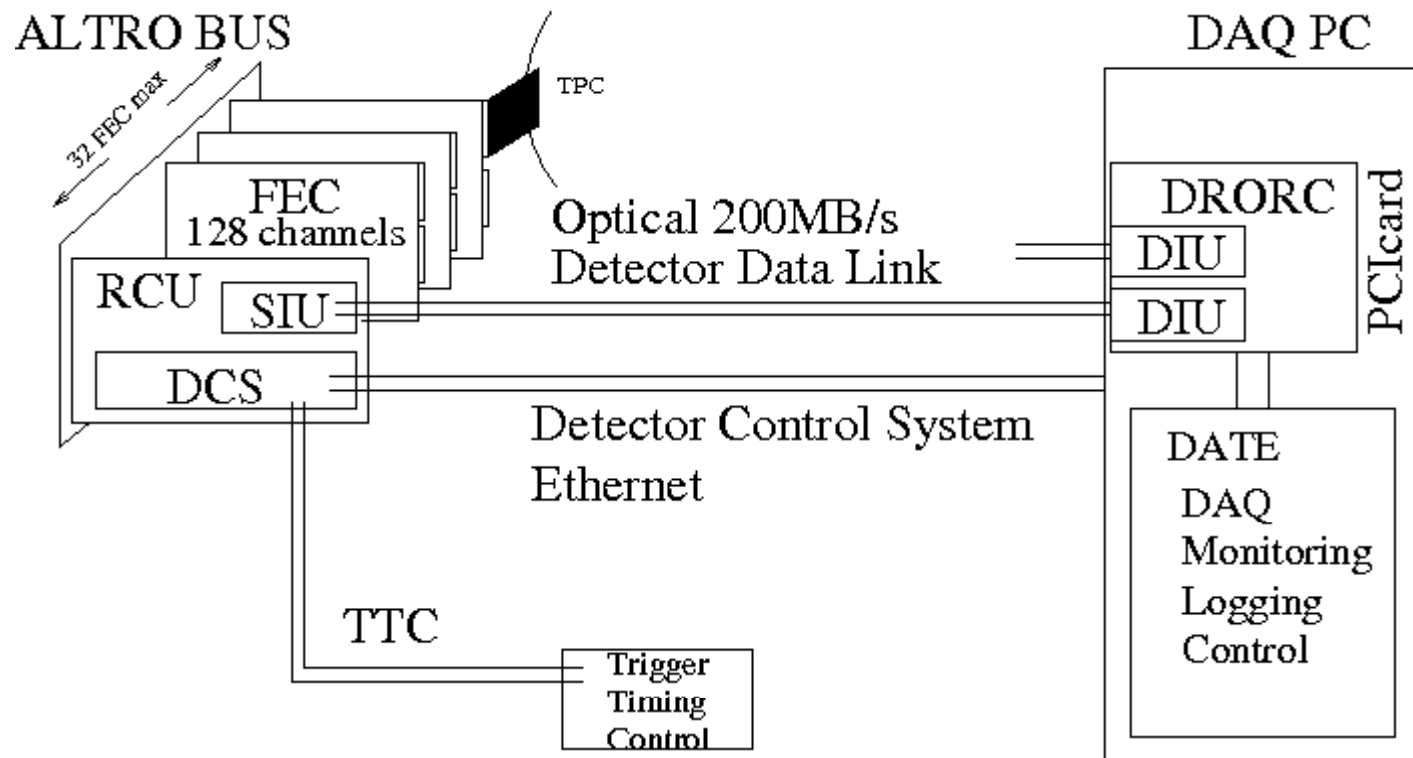 ALTRO BUS
32 FEC max
TPC
FEC
128 channels
RCU
SIU
DCS
Optical 200MB/s
Detector Data Link
Detector Control System
Ethernet
TTC
Trigger
Timing
Control
DAQ PC
DRORC
DIU
DIU
PCIcard
DATE
DAQ
Monitoring
Logging
Control